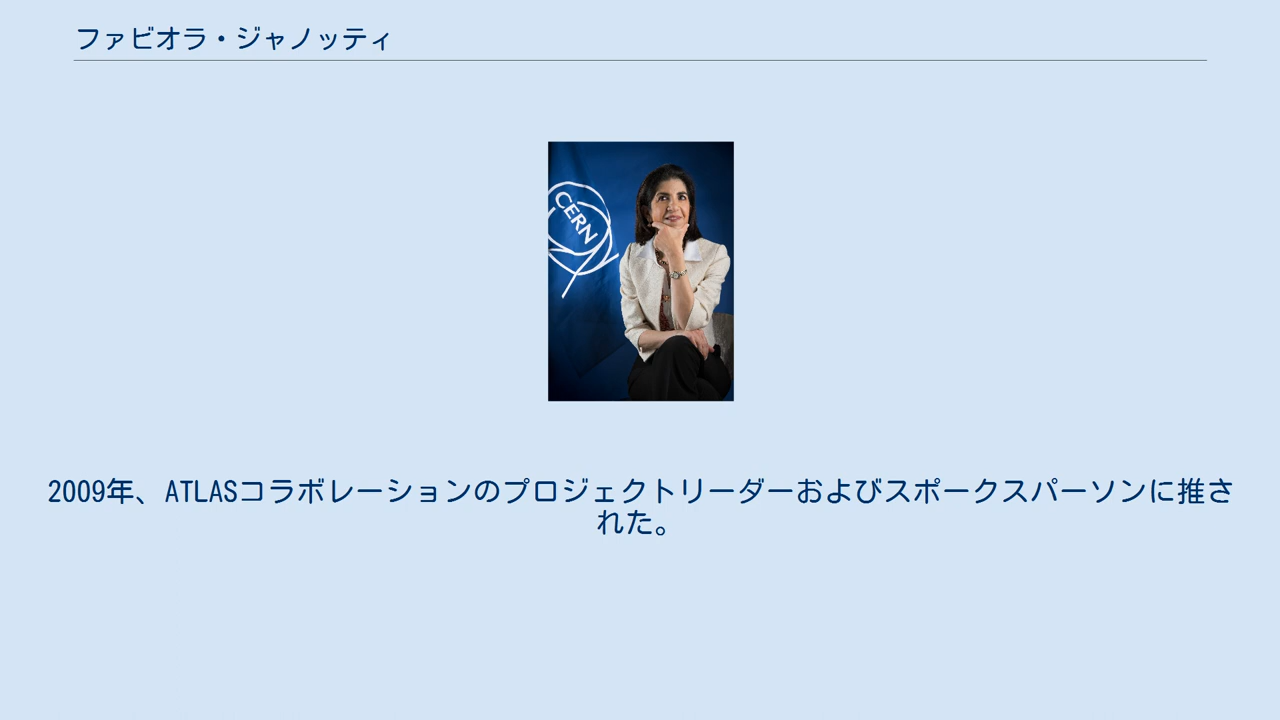 ファビオラ・ジャノッティ
CERN
2009年、ATLASコラボレーションのプロジェクトリーダーおよびスポークスパーソンに推さ
れた。